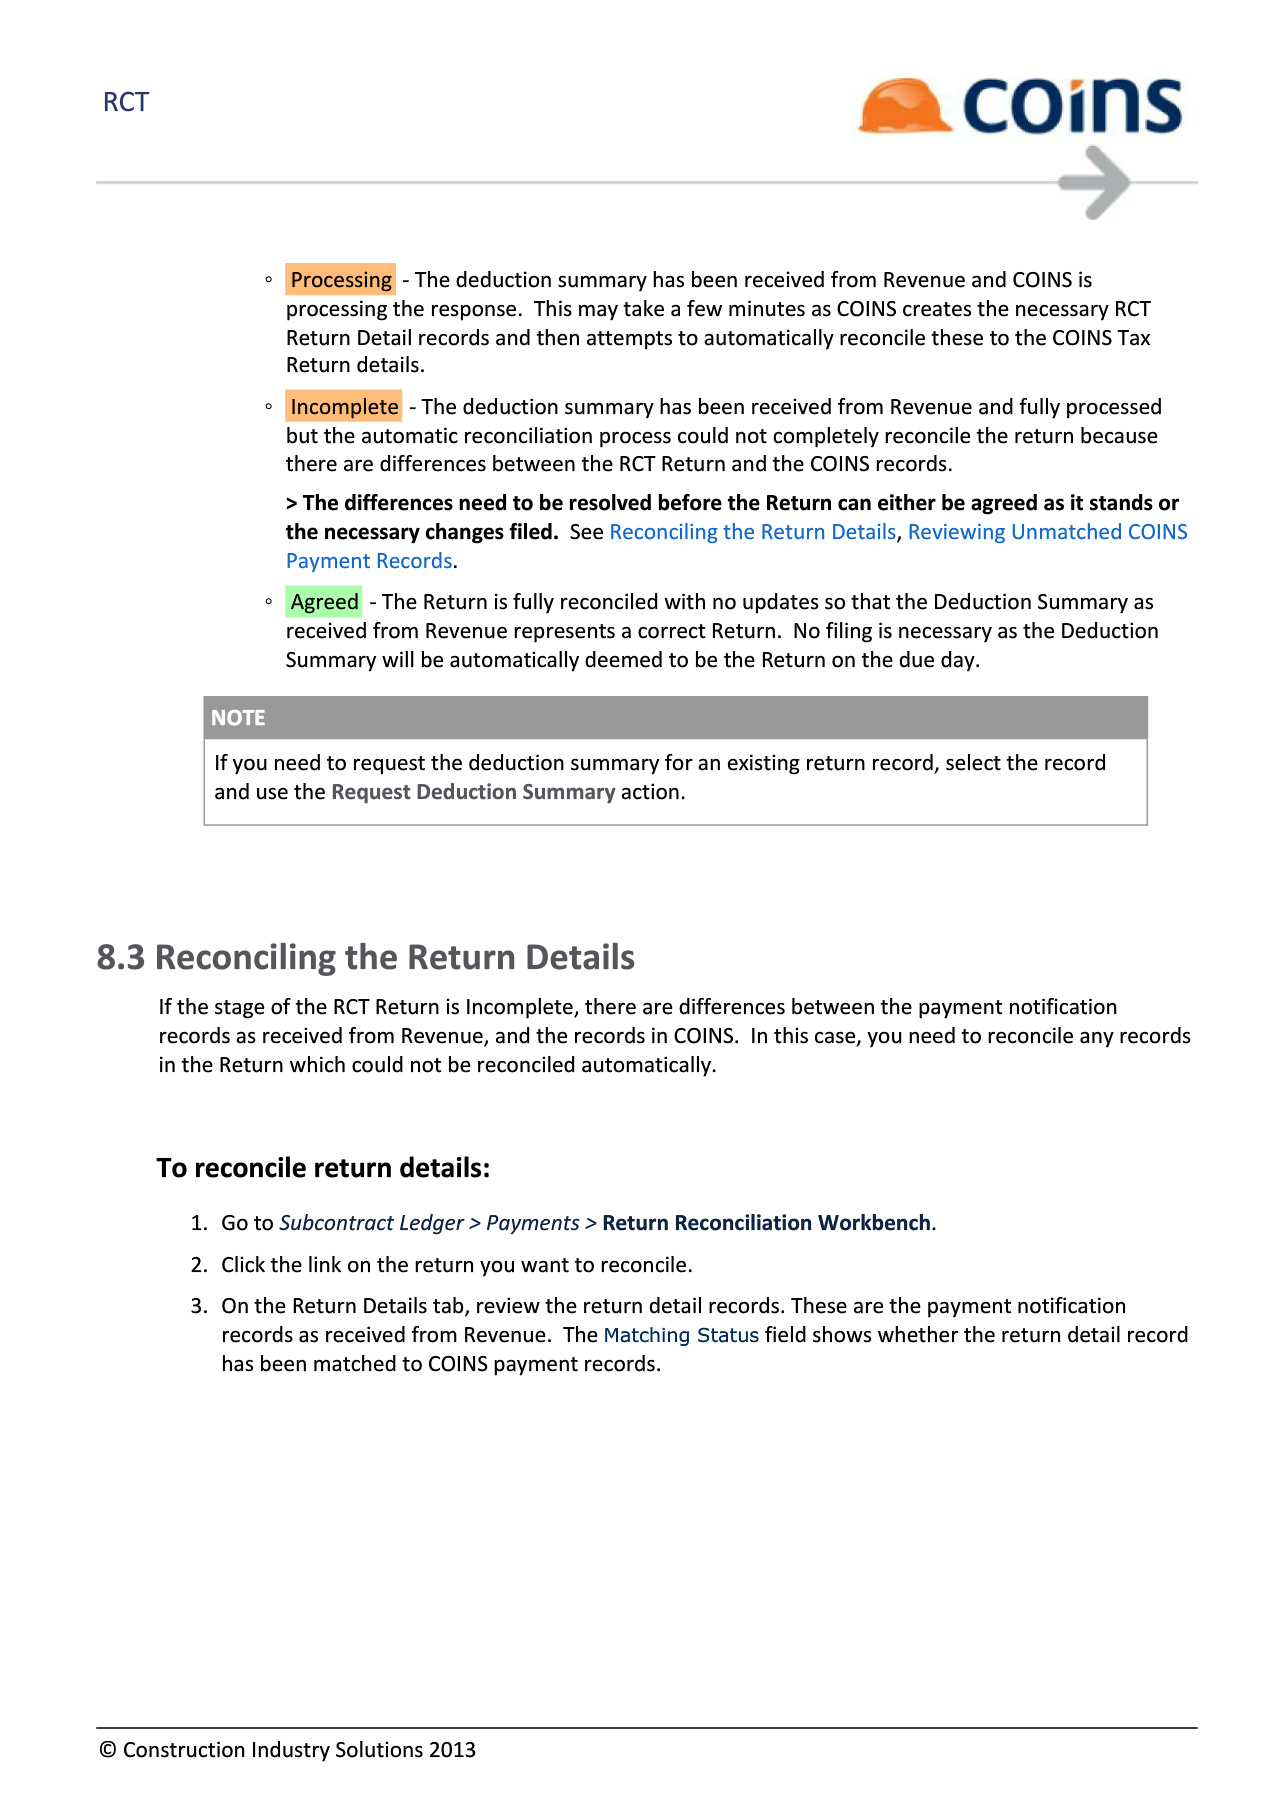 RCT
coins
◦ Processing - The deduction summary has been received from Revenue and COINS is
processing the response.  This may take a few minutes as COINS creates the necessary RCT
Return Detail records and then attempts to automatically reconcile these to the COINS Tax
Return details.
◦ Incomplete - The deduction summary has been received from Revenue and fully processed
but the automatic reconciliation process could not completely reconcile the return because
there are differences between the RCT Return and the COINS records.
> The differences need to be resolved before the Return can either be agreed as it stands or
the necessary changes filed.  See Reconciling the Return Details, Reviewing Unmatched COINS
Payment Records.
◦ Agreed - The Return is fully reconciled with no updates so that the Deduction Summary as
received from Revenue represents a correct Return.  No filing is necessary as the Deduction
Summary will be automatically deemed to be the Return on the due day.
NOTE
If you need to request the deduction summary for an existing return record, select the record
and use the Request Deduction Summary action.
8.3 Reconciling the Return Details
If the stage of the RCT Return is Incomplete, there are differences between the payment notification
records as received from Revenue, and the records in COINS.  In this case, you need to reconcile any records
in the Return which could not be reconciled automatically.
To reconcile return details:
1. Go to Subcontract Ledger > Payments > Return Reconciliation Workbench.
2. Click the link on the return you want to reconcile.
3. On the Return Details tab, review the return detail records. These are the payment notification
records as received from Revenue.  The Matching Status field shows whether the return detail record
has been matched to COINS payment records.
© Construction Industry Solutions 2013